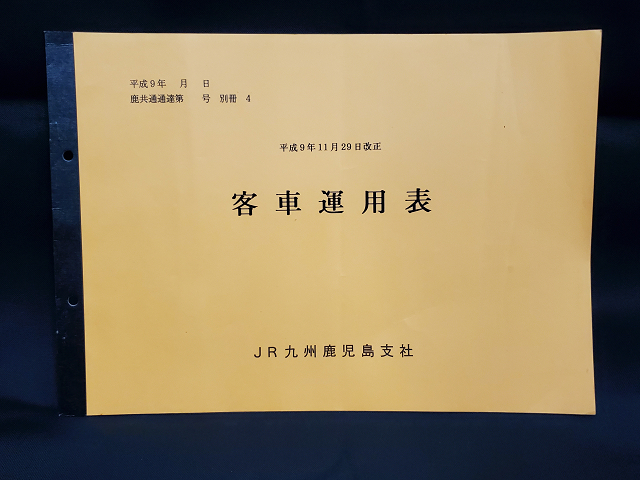 平成9年 月 日
鹿共通通達第 号 別冊 4
平成9年11月29日改正
客車運用表
JR九州鹿児島支社